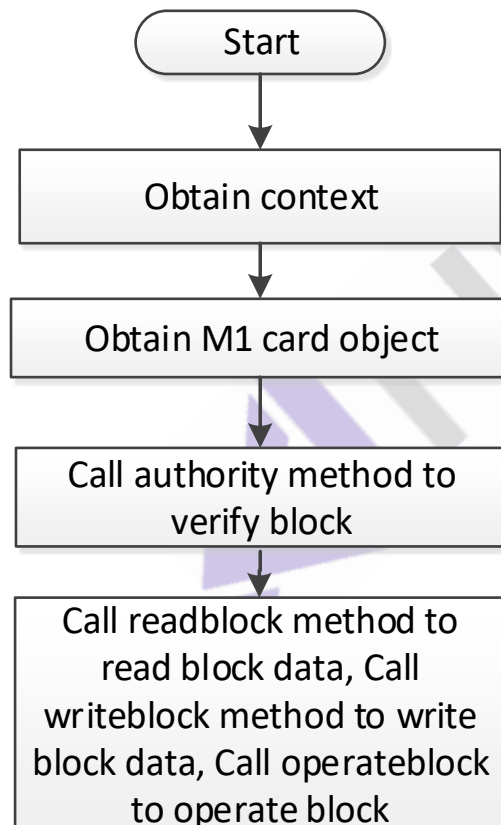 Start
Obtain context
Obtain M1 card object
Call authority method to
verify block
Call readblock method to
read block data, Call
writeblock method to write
block data, Call operateblock
to operate block